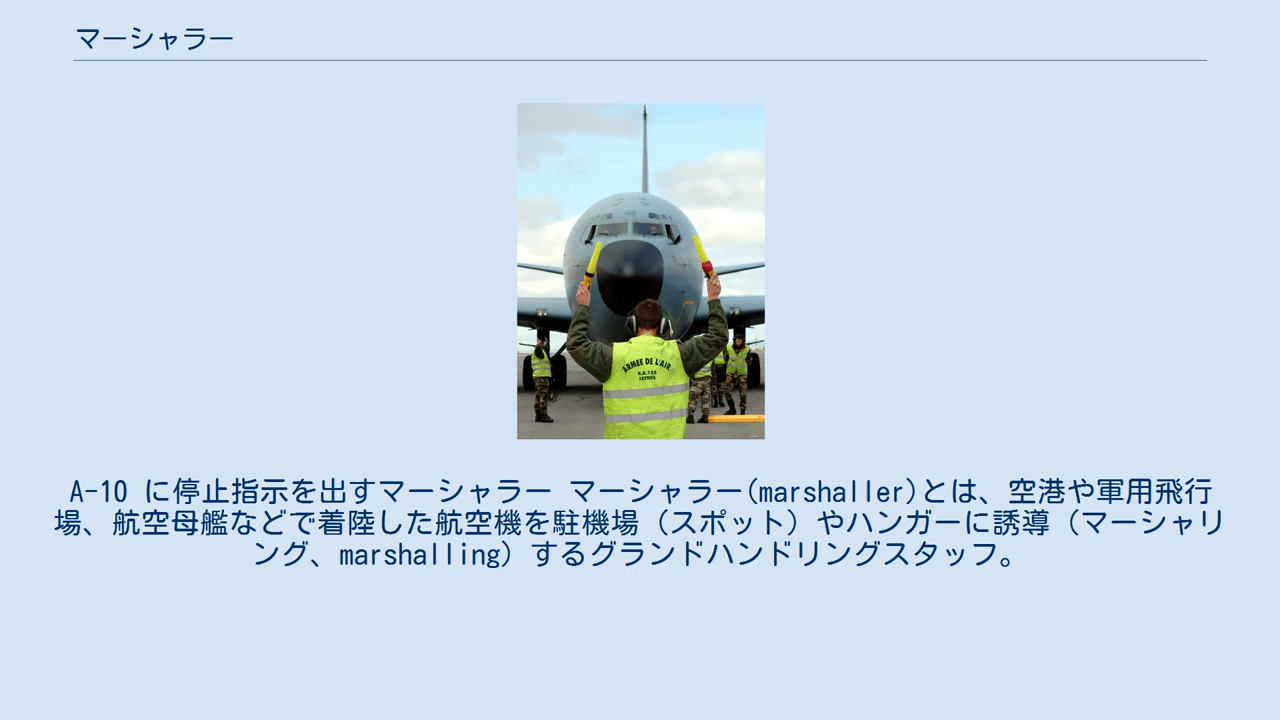 マーシャラー
ARMEE DE L'AIR
B.A.125
ISTRES
A-10 に停止指示を出すマーシャラー マーシャラー(marshaller)とは、空港や軍用飛行
場、航空母艦などで着陸した航空機を駐機場（スポット）やハンガーに誘導（マーシャリ
ング、marshalling）するグランドハンドリングスタッフ。